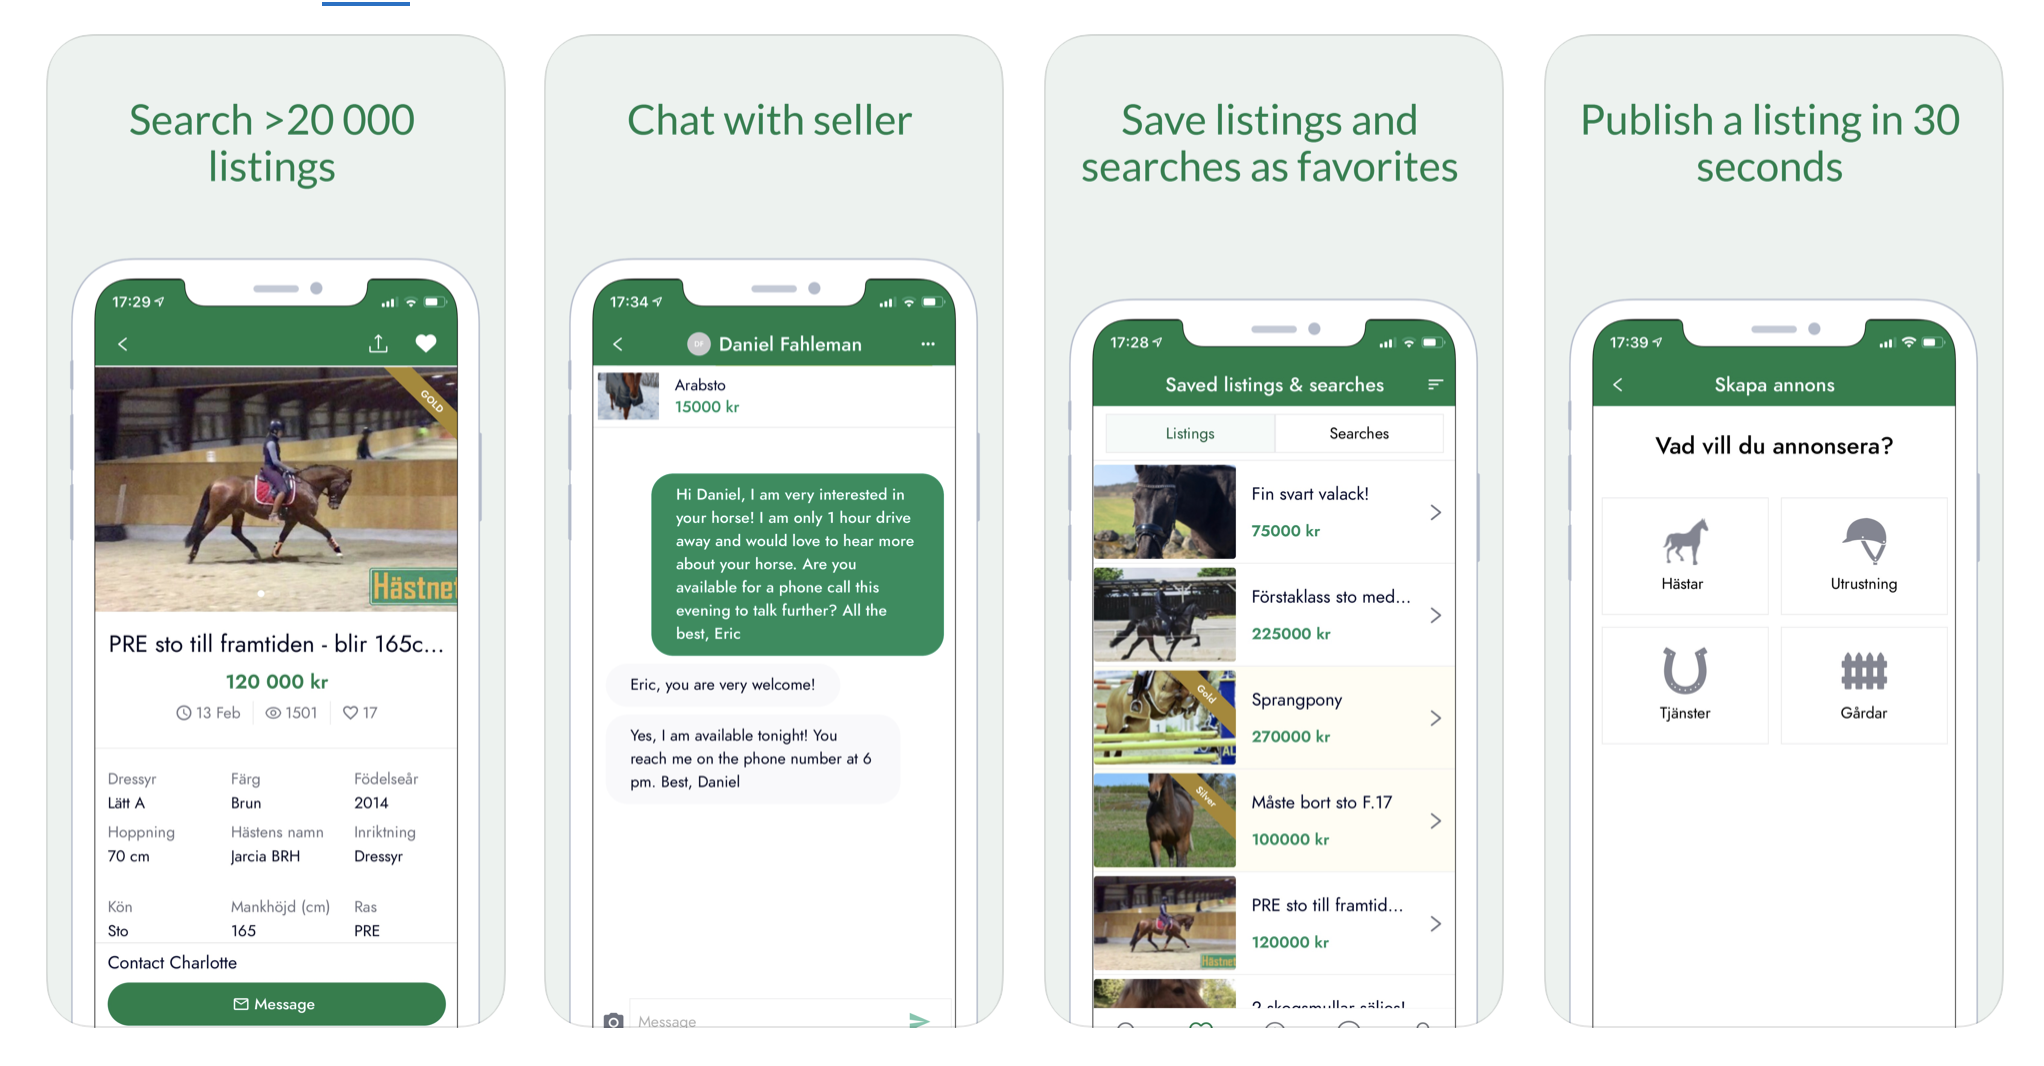 Search >20 000
listings
17:29
GOLD
Hästnet
PRE sto till framtiden - blir 165c...
120 000 kr
13 Feb 1501 17
Dressyr Färg Födelseår
Lätt A Brun 2014
Hoppning Hästens namn Inriktning
70 cm Jarcia BRH Dressyr
Kön Mankhöjd (cm) Ras
Sto 165 PRE
Contact Charlotte
Message
Chat with seller
17:34
DF Daniel Fahleman
Arabsto
15000 kr
Hi Daniel, I am very interested in
your horse! I am only 1 hour drive
away and would love to hear more
about your horse. Are you
available for a phone call this
evening to talk further? All the
best, Eric
Eric, you are very welcome!
Yes, I am available tonight! You
reach me on the phone number at 6
pm. Best, Daniel
Message
Save listings and
searches as favorites
17:28
Saved listings & searches
Listings Searches
Fin svart valack!
75000 kr
Förstaklass sto med...
225000 kr
Gold
Sprangpony
270000 kr
Silver
Måste bort sto F.17
100000 kr
PRE sto till framtid...
120000 kr
Hästnet
2 skogsmullar säljes!
Publish a listing in 30
seconds
17:39
Skapa annons
Vad vill du annonsera?
Hästar Utrustning
Tjänster Gårdar